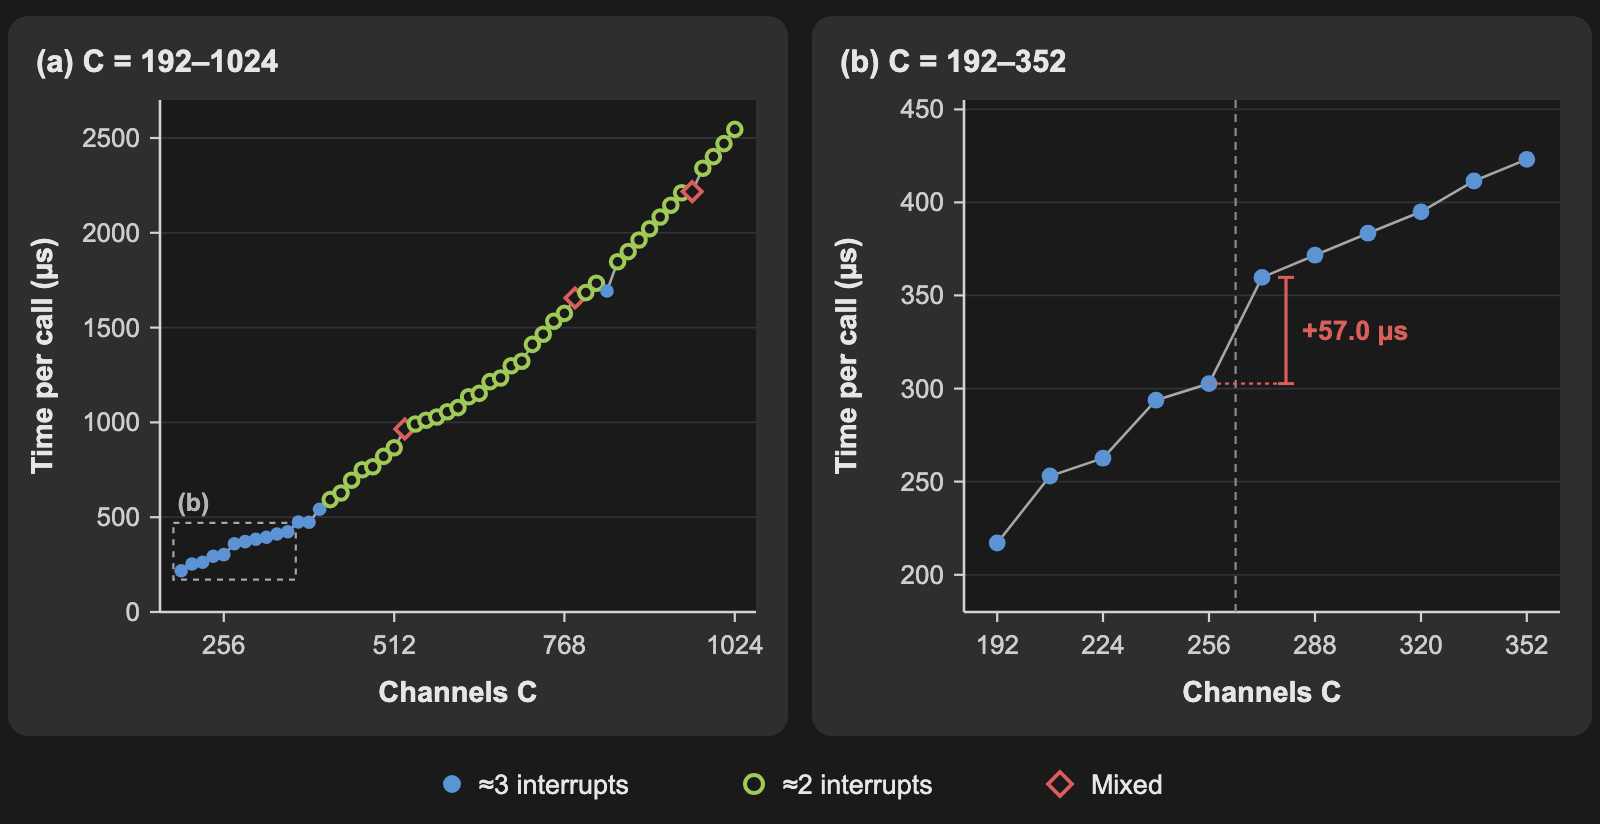 (a) C = 192–1024
2500
2000
1500
1000
500
0
(b)
256 512 768 1024
Channels C
Time per call (µs)
(b) C = 192–352
450
400
350
300
250
200
+57.0 µs
192 224 256 288 320 352
Channels C
Time per call (µs)
≈3 interrupts
≈2 interrupts
Mixed